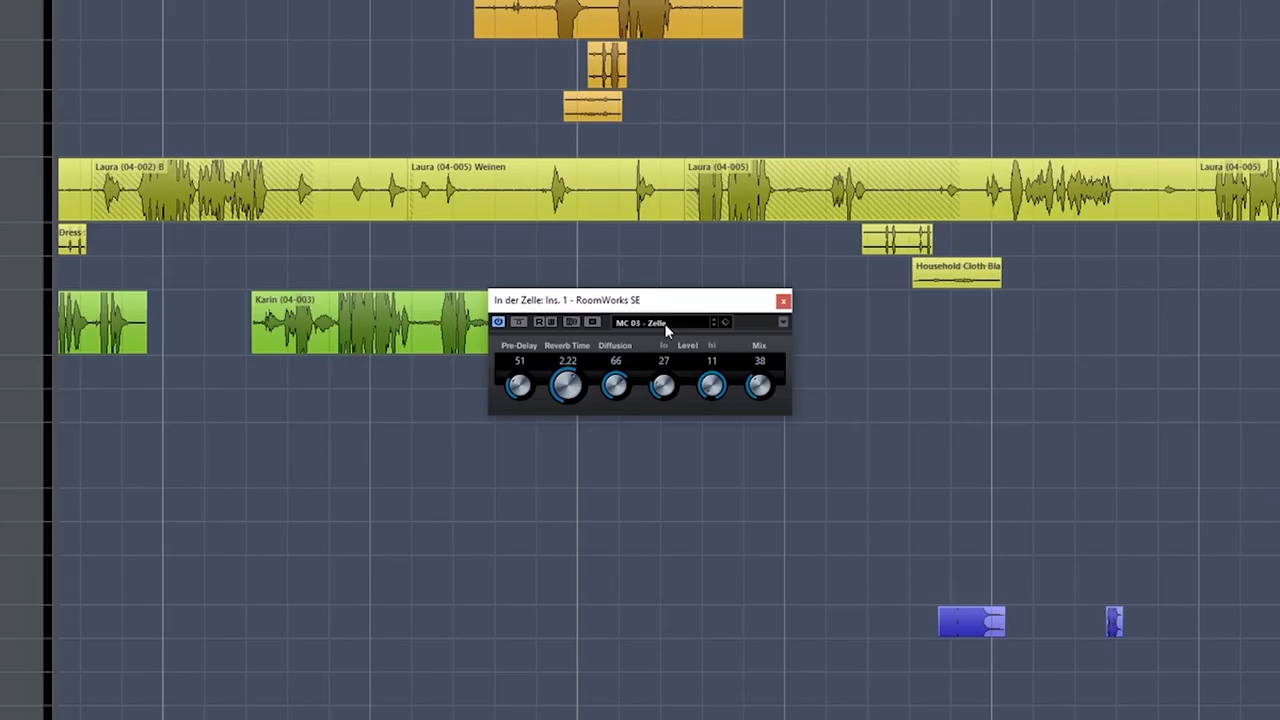 Laura (04-002) B
Laura (04-005) Weinen
Laura (04-005)
Laura (04-005)
Dress
Household Cloth Bla
Karin (04-003)
In der Zelle: Ins. 1 - RoomWorks SE
MC 03 - Zelle
Pre-Delay Reverb Time Diffusion lo Level hi Mix
51 2.22 66 27 11 38